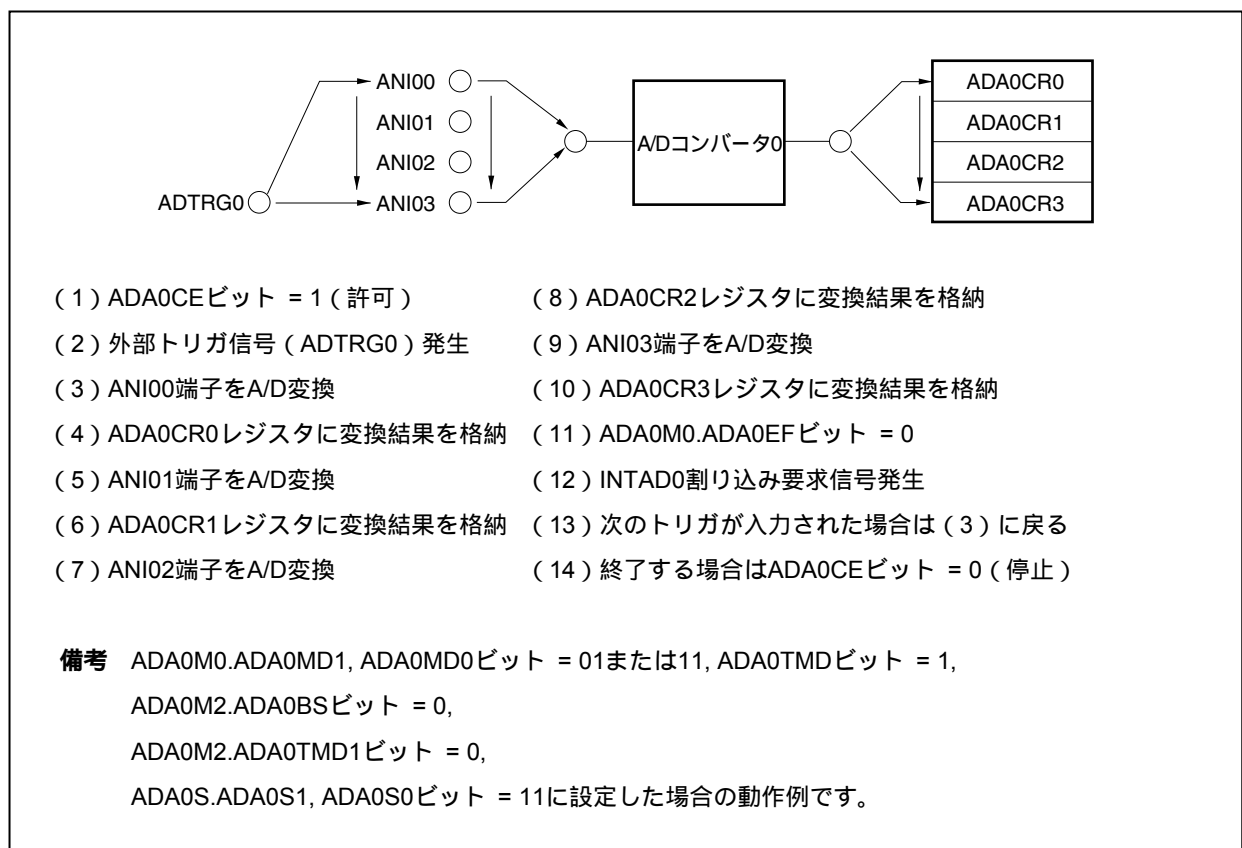 ANI00
ANI01
ANI02
ANI03
ADTRG0
A/Dコンバータ0
ADA0CR0
ADA0CR1
ADA0CR2
ADA0CR3
（1）ADA0CEビット = 1（許可）
（2）外部トリガ信号（ADTRG0）発生
（3）ANI00端子をA/D変換
（4）ADA0CR0レジスタに変換結果を格納
（5）ANI01端子をA/D変換
（6）ADA0CR1レジスタに変換結果を格納
（7）ANI02端子をA/D変換
（8）ADA0CR2レジスタに変換結果を格納
（9）ANI03端子をA/D変換
（10）ADA0CR3レジスタに変換結果を格納
（11）ADA0M0.ADA0EFビット = 0
（12）INTAD0割り込み要求信号発生
（13）次のトリガが入力された場合は（3）に戻る
（14）終了する場合はADA0CEビット = 0（停止）
備考 ADA0M0.ADA0MD1, ADA0MD0ビット = 01または11, ADA0TMDビット = 1,
ADA0M2.ADA0BSビット = 0,
ADA0M2.ADA0TMD1ビット = 0,
ADA0S.ADA0S1, ADA0S0ビット = 11に設定した場合の動作例です。